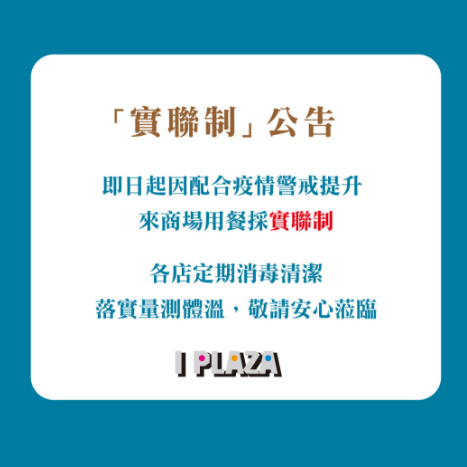 「實聯制」公告
即日起因配合疫情警戒提升
來商場用餐採實聯制
各店定期消毒清潔
落實量測體溫，敬請安心蒞臨
I PLAZA